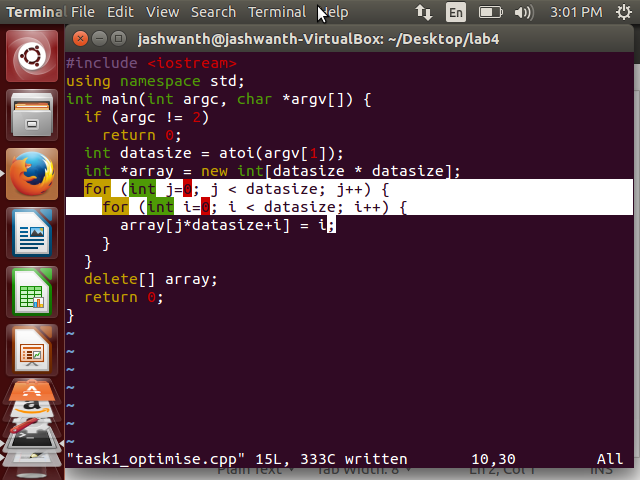 Terminal Terminal File Edit View Search Terminal Help En 3:01 PM
jashwanth@jashwanth-VirtualBox: ~/Desktop/lab4
#include <iostream>
using namespace std;
int main(int argc, char *argv[]) {
  if (argc != 2)
    return 0;
  int datasize = atoi(argv[1]);
  int *array = new int[datasize * datasize];
  for (int j=0; j < datasize; j++) {
    for (int i=0; i < datasize; i++) {
      array[j*datasize+i] = i;
    }
  }
  delete[] array;
  return 0;
}
~
~
~
~
~
~
~
"task1_optimise.cpp" 15L, 333C written 10,30 All
Plain Text Tab Width: 8 Ln 2, Col 1 INS